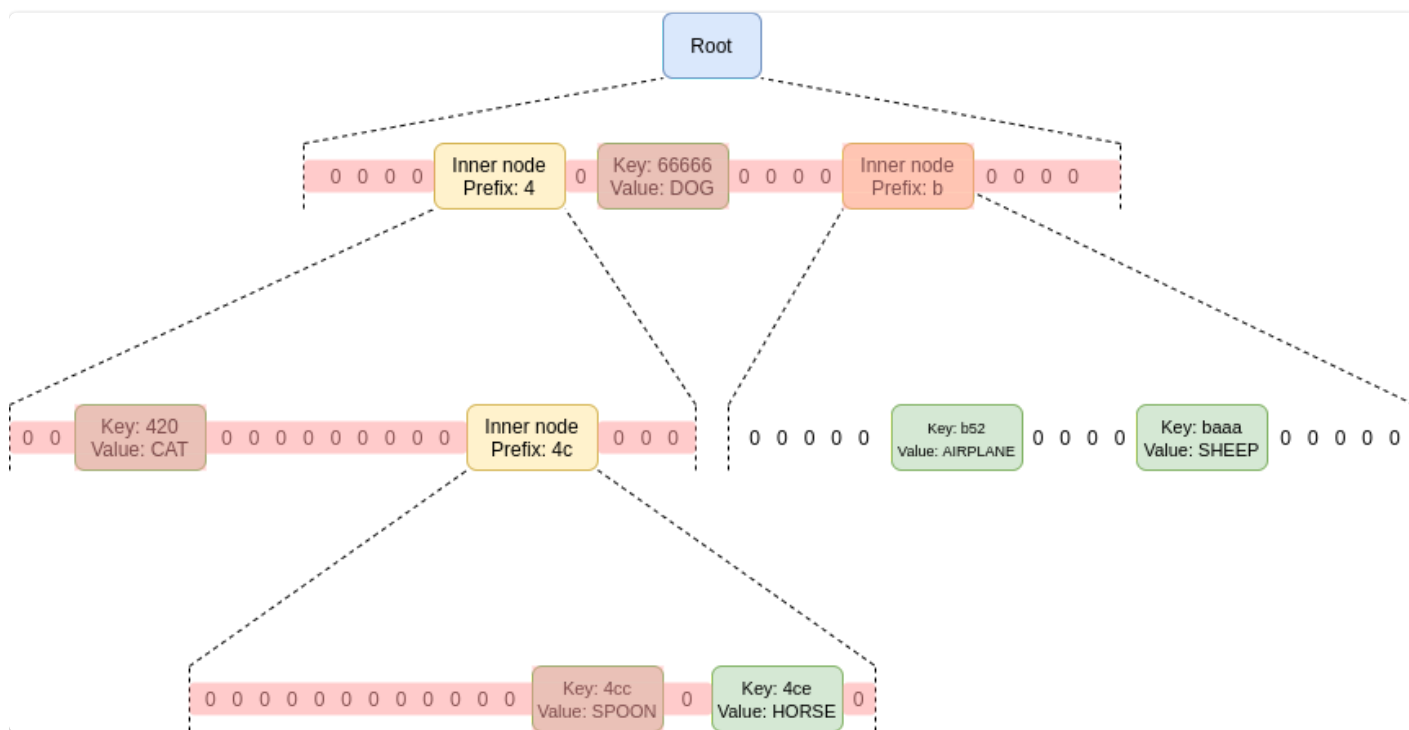 Root
0 0 0 0
Inner node
Prefix: 4
0
Key: 66666
Value: DOG
0 0 0 0
Inner node
Prefix: b
0 0 0 0
0 0
Key: 420
Value: CAT
0 0 0 0 0 0 0 0 0
Inner node
Prefix: 4c
0 0 0
0 0 0 0 0
Key: b52
Value: AIRPLANE
0 0 0 0
Key: baaa
Value: SHEEP
0 0 0 0 0
0 0 0 0 0 0 0 0 0 0 0 0
Key: 4cc
Value: SPOON
0
Key: 4ce
Value: HORSE
0